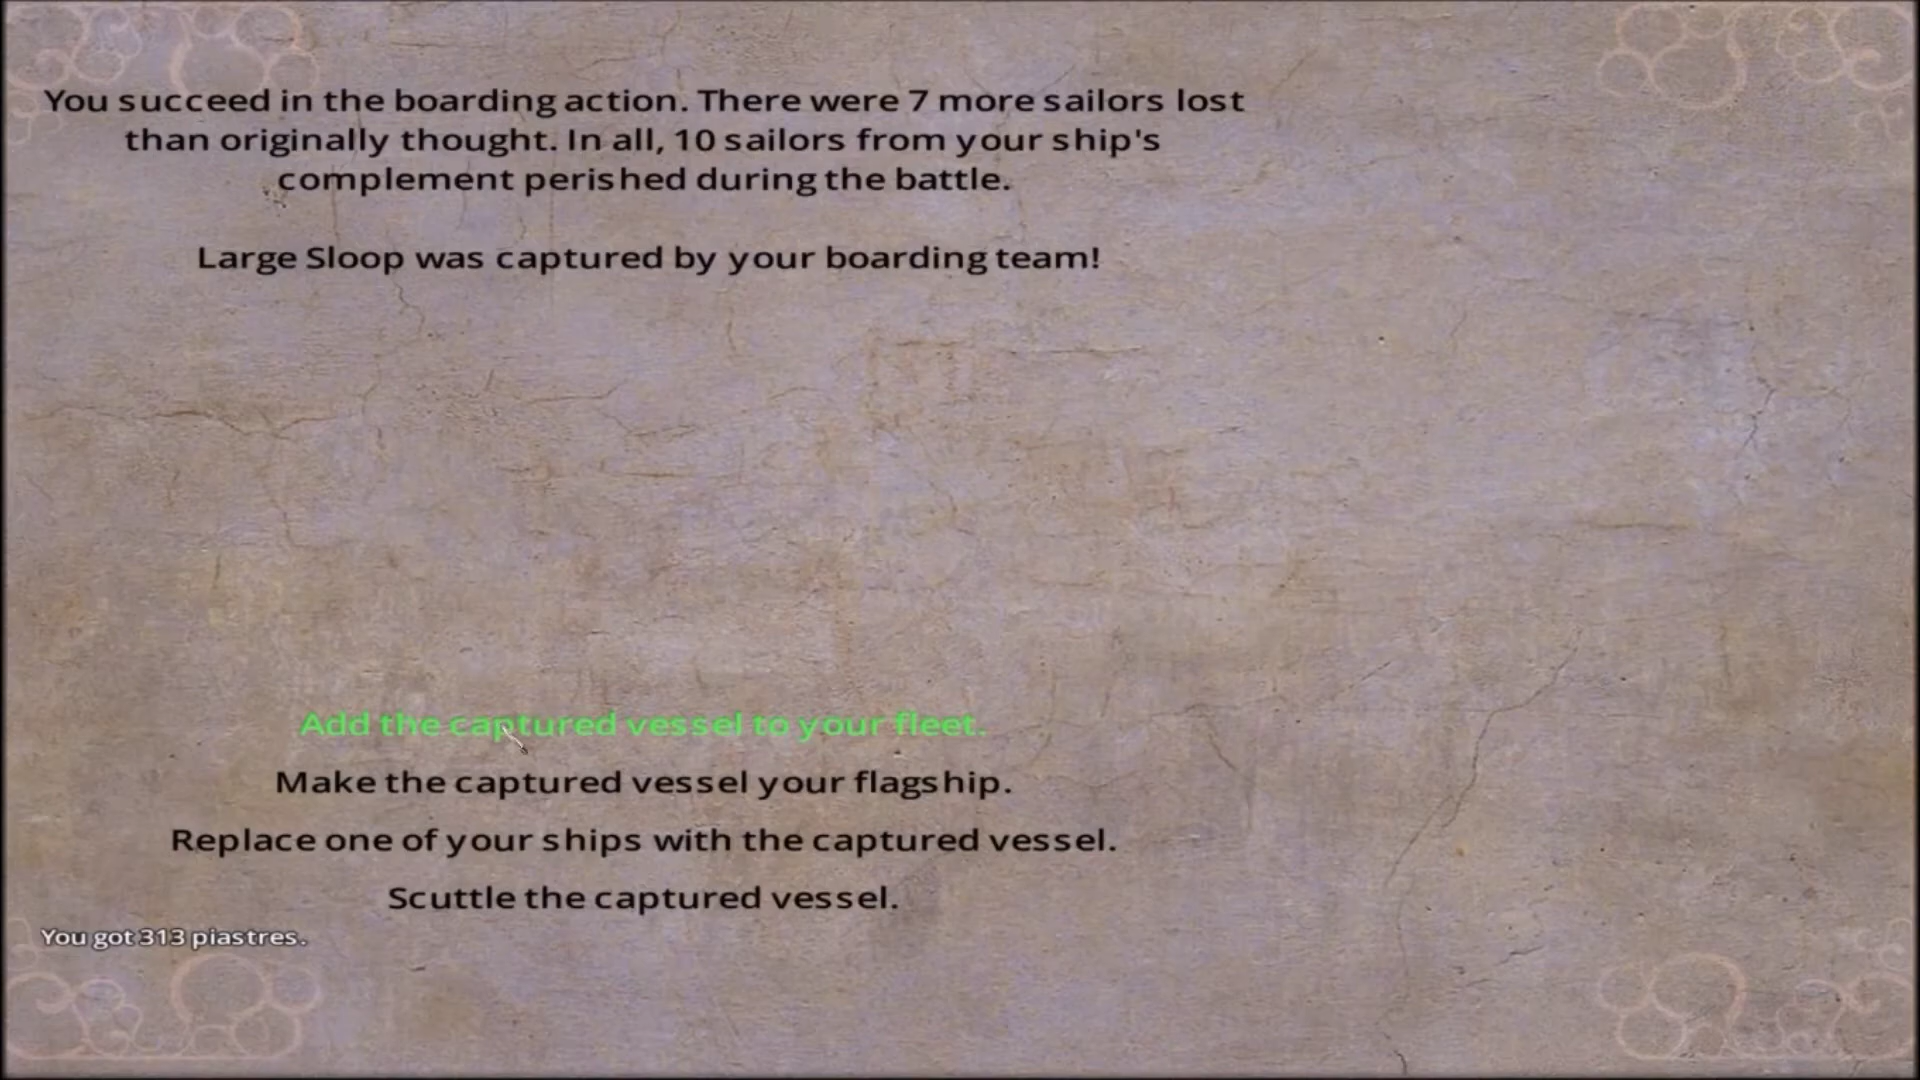 You succeed in the boarding action. There were 7 more sailors lost
than originally thought. In all, 10 sailors from your ship's
complement perished during the battle.
Large Sloop was captured by your boarding team!
Add the captured vessel to your fleet.
Make the captured vessel your flagship.
Replace one of your ships with the captured vessel.
Scuttle the captured vessel.
You got 313 piastres.